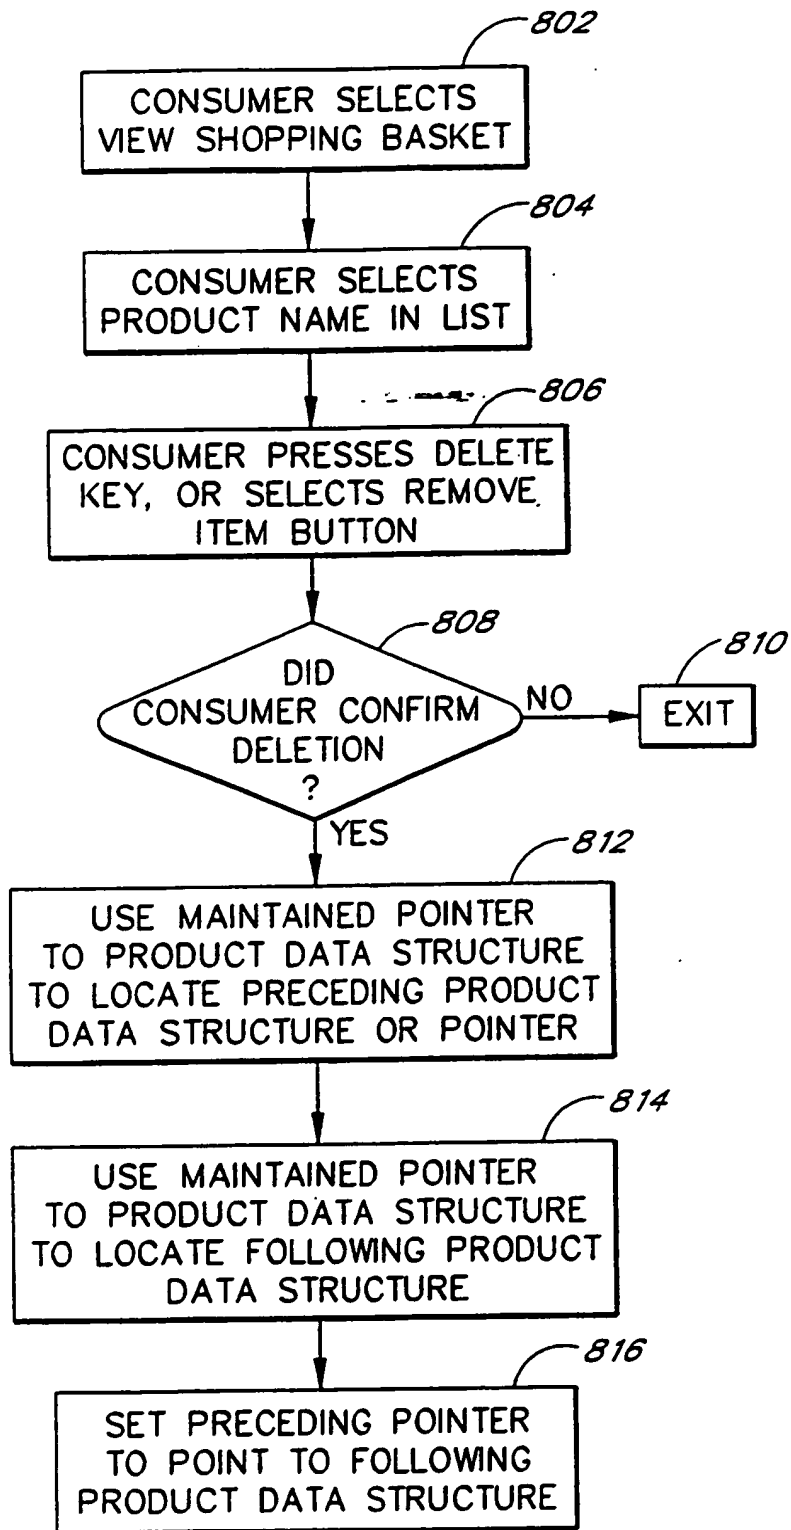 802
CONSUMER SELECTS
VIEW SHOPPING BASKET
804
CONSUMER SELECTS
PRODUCT NAME IN LIST
806
CONSUMER PRESSES DELETE
KEY, OR SELECTS REMOVE
ITEM BUTTON
808
DID
CONSUMER CONFIRM
DELETION
?
NO
810
EXIT
YES
812
USE MAINTAINED POINTER
TO PRODUCT DATA STRUCTURE
TO LOCATE PRECEDING PRODUCT
DATA STRUCTURE OR POINTER
814
USE MAINTAINED POINTER
TO PRODUCT DATA STRUCTURE
TO LOCATE FOLLOWING PRODUCT
DATA STRUCTURE
816
SET PRECEDING POINTER
TO POINT TO FOLLOWING
PRODUCT DATA STRUCTURE